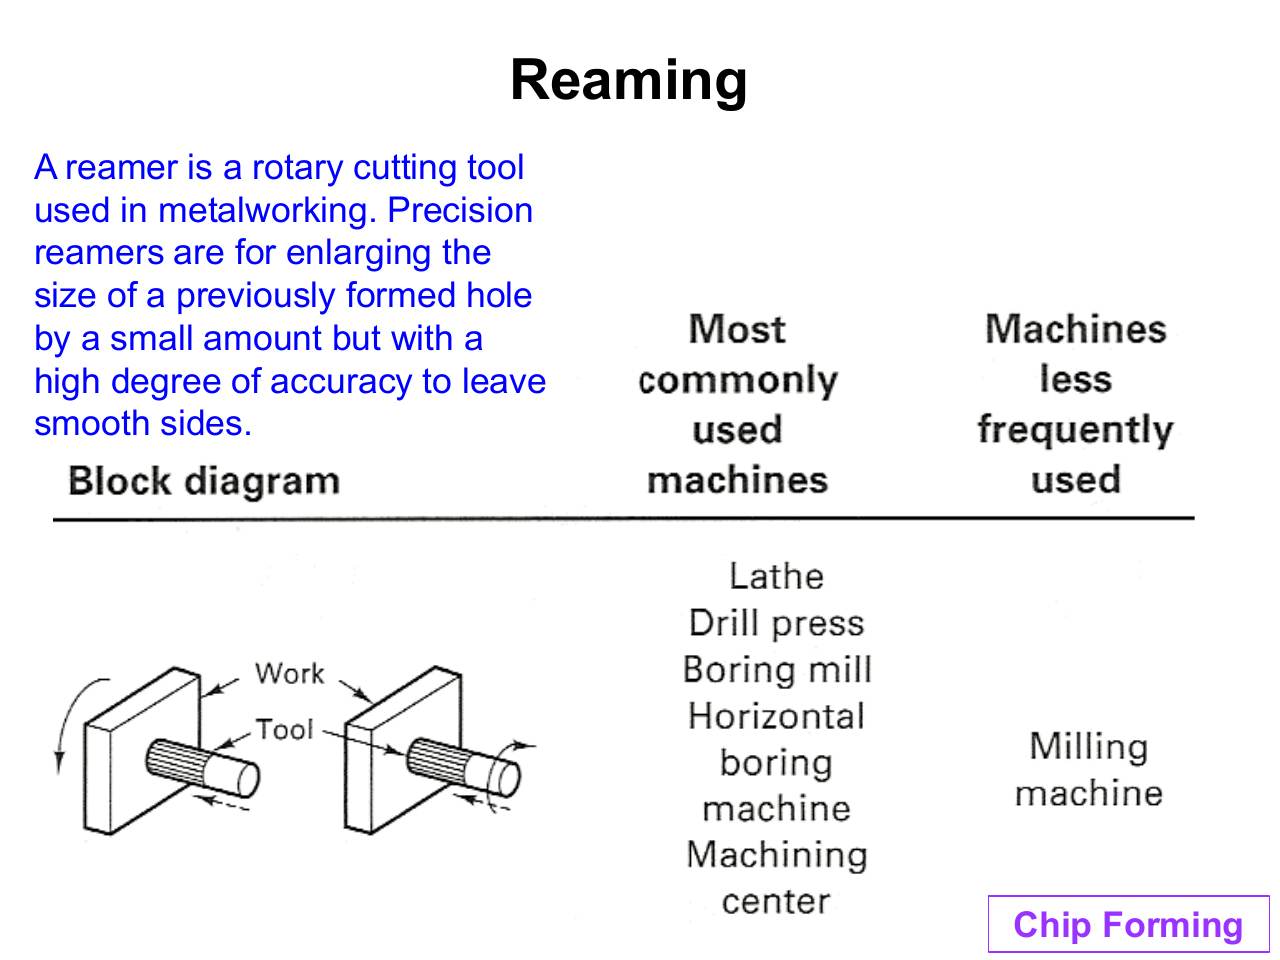 Reaming
A reamer is a rotary cutting tool
used in metalworking. Precision
reamers are for enlarging the
size of a previously formed hole
by a small amount but with a
high degree of accuracy to leave
smooth sides.
Block diagram
Most
commonly
used
machines
Machines
less
frequently
used
Work
Tool
Lathe
Drill press
Boring mill
Horizontal
boring
machine
Machining
center
Milling
machine
Chip Forming